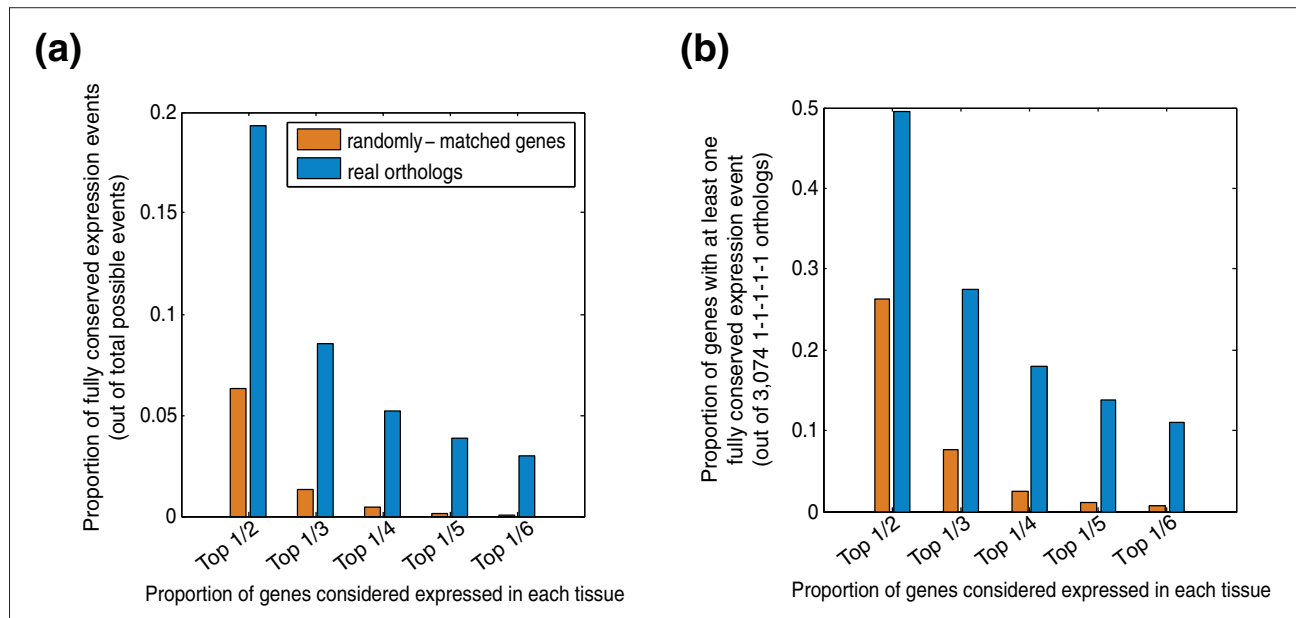 (a)
Proportion of fully conserved expression events
(out of total possible events)
0.2
0.15
0.1
0.05
0
randomly-matched genes
real orthologs
Top 1/2
Top 1/3
Top 1/4
Top 1/5
Top 1/6
Proportion of genes considered expressed in each tissue
(b)
Proportion of genes with at least one
fully conserved expression event
(out of 3,074 1-1-1-1-1 orthologs)
0.5
0.4
0.3
0.2
0.1
0
Top 1/2
Top 1/3
Top 1/4
Top 1/5
Top 1/6
Proportion of genes considered expressed in each tissue